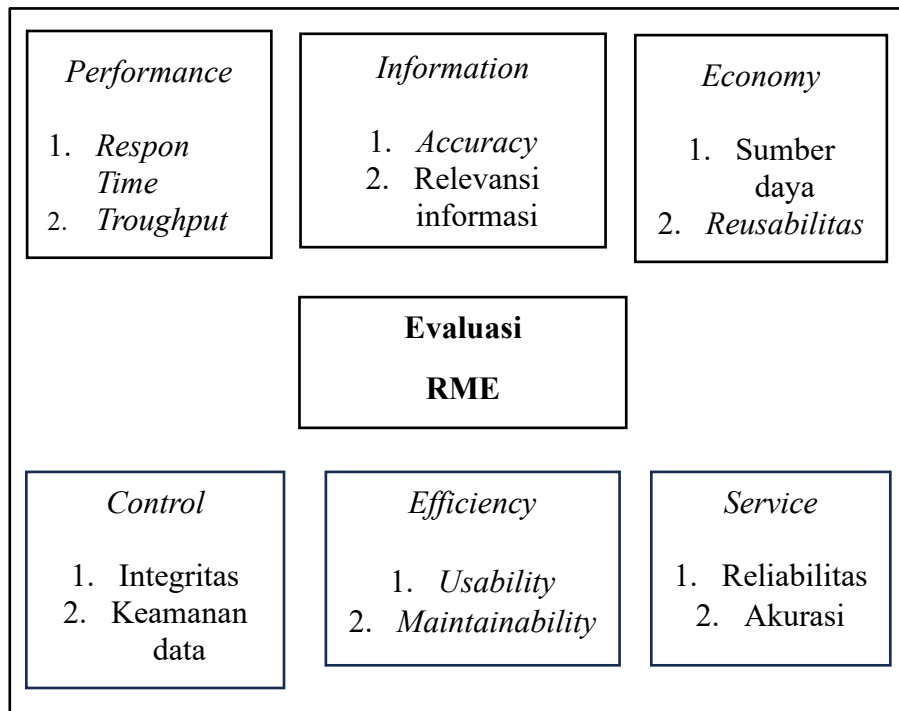 Performance
1. Respon
Time
2. Troughput
Information
1. Accuracy
2. Relevansi
informasi
Economy
1. Sumber
daya
2. Reusabilitas
Evaluasi
RME
Control
1. Integritas
2. Keamanan
data
Efficiency
1. Usability
2. Maintainability
Service
1. Reliabilitas
2. Akurasi